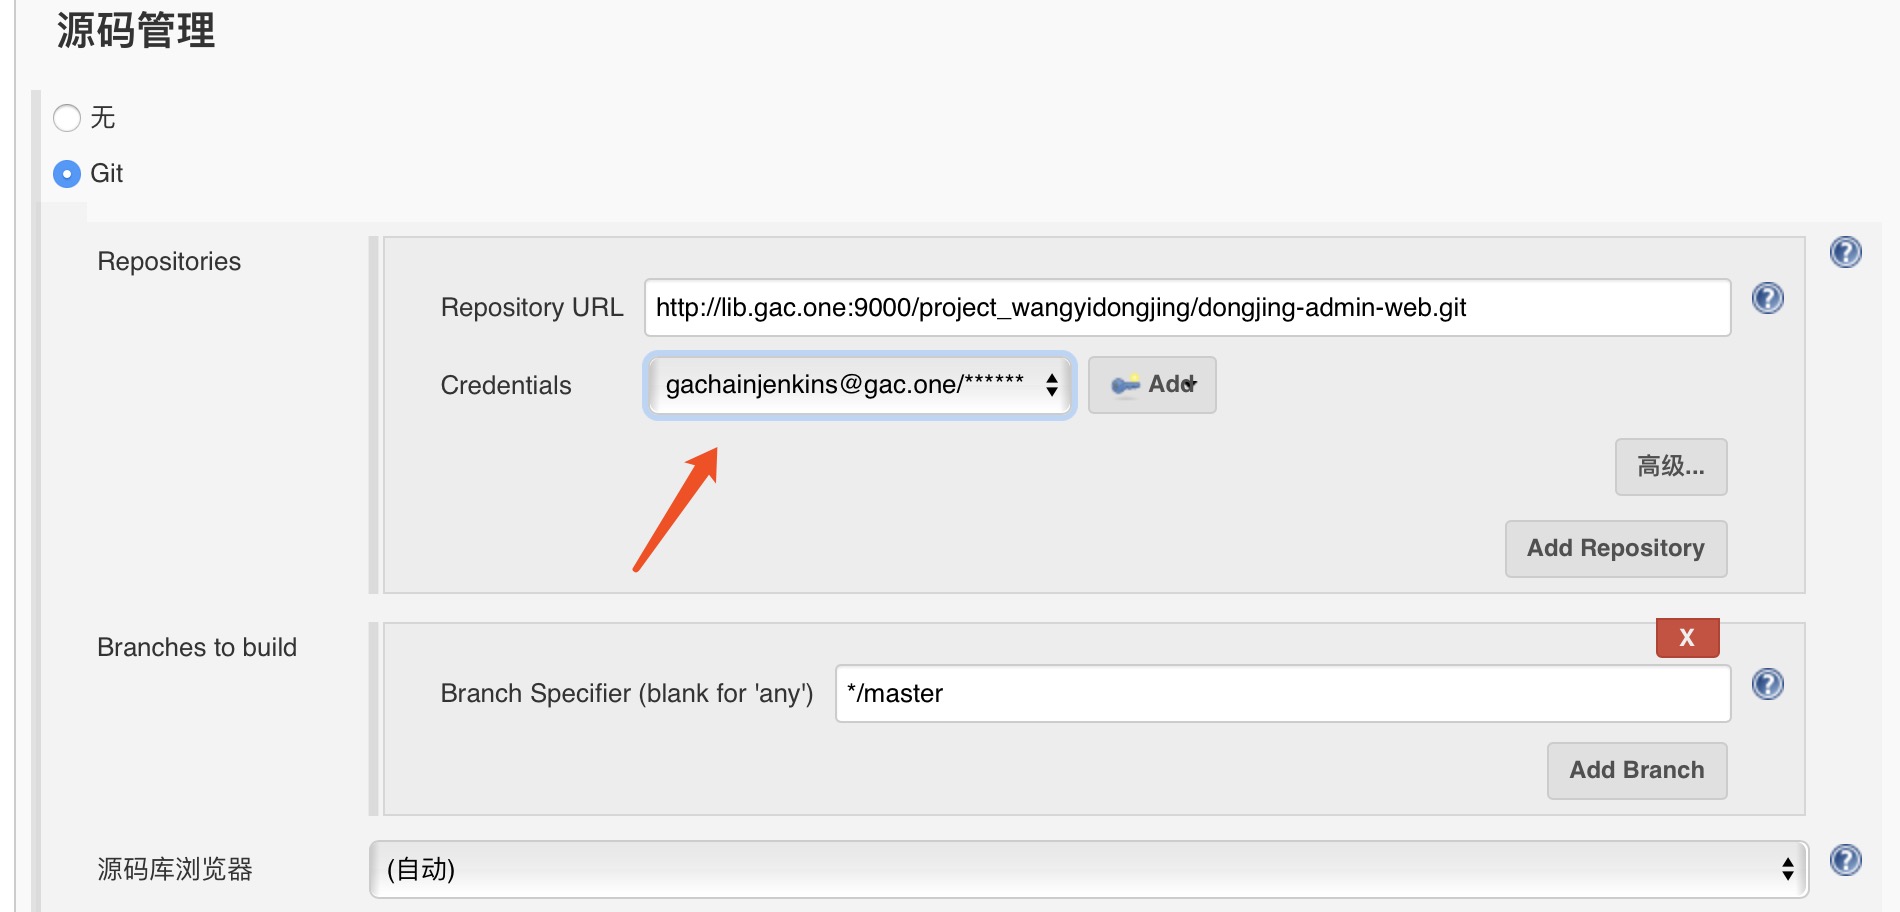 源码管理
无
Git
Repositories
Repository URL http://lib.gac.one:9000/project_wangyidongjing/dongjing-admin-web.git
Credentials gachainjenkins@gac.one/****** Add
高级...
Add Repository
Branches to build
X
Branch Specifier (blank for 'any') */master
Add Branch
源码库浏览器 (自动)